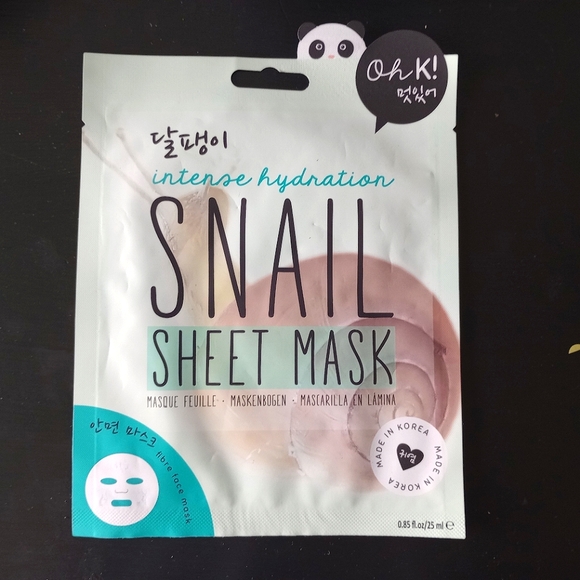 Oh K!
멋있어
달팽이
intense hydration
SNAIL
SHEET MASK
MASQUE FEUILLE · MASKENBOGEN · MASCARILLA EN LÁMINA
안면 마스크
fibre face mask
MADE IN KOREA
MADE IN KOREA
귀염
0.85 fl.oz/25 ml ℮